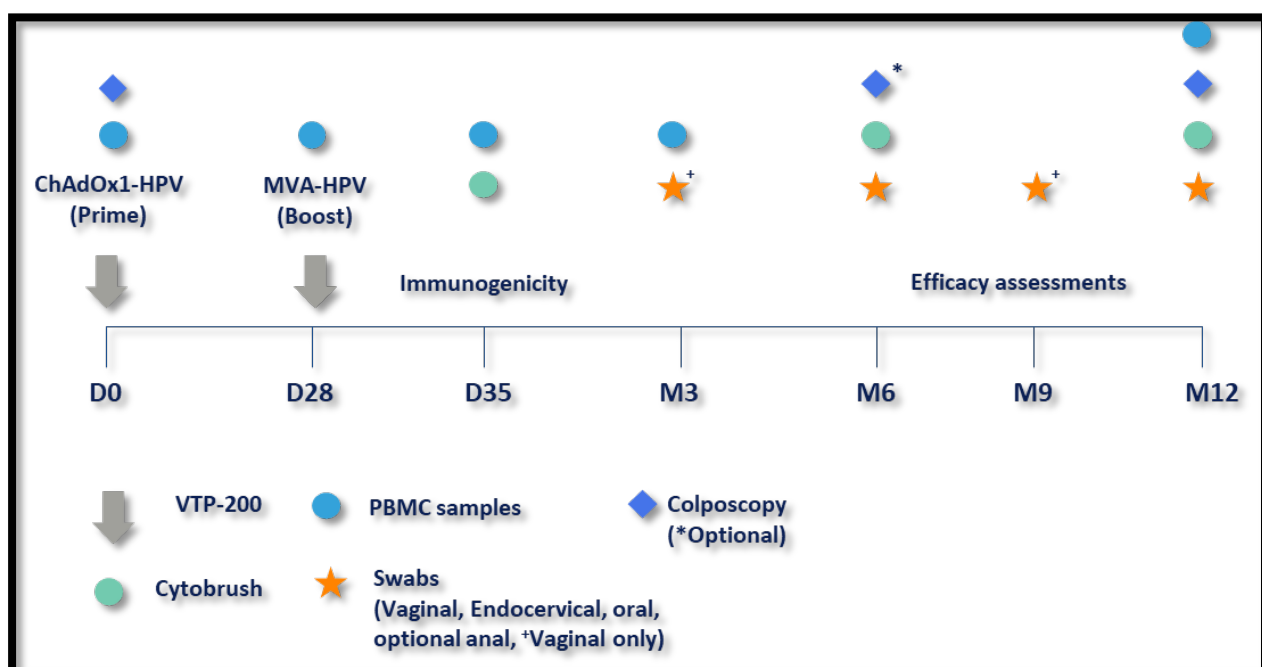 *
ChAdOx1-HPV
(Prime)
MVA-HPV
(Boost)
+
+
Immunogenicity
Efficacy assessments
D0
D28
D35
M3
M6
M9
M12
VTP-200
PBMC samples
Colposcopy
(*Optional)
Cytobrush
Swabs
(Vaginal, Endocervical, oral,
optional anal, +Vaginal only)